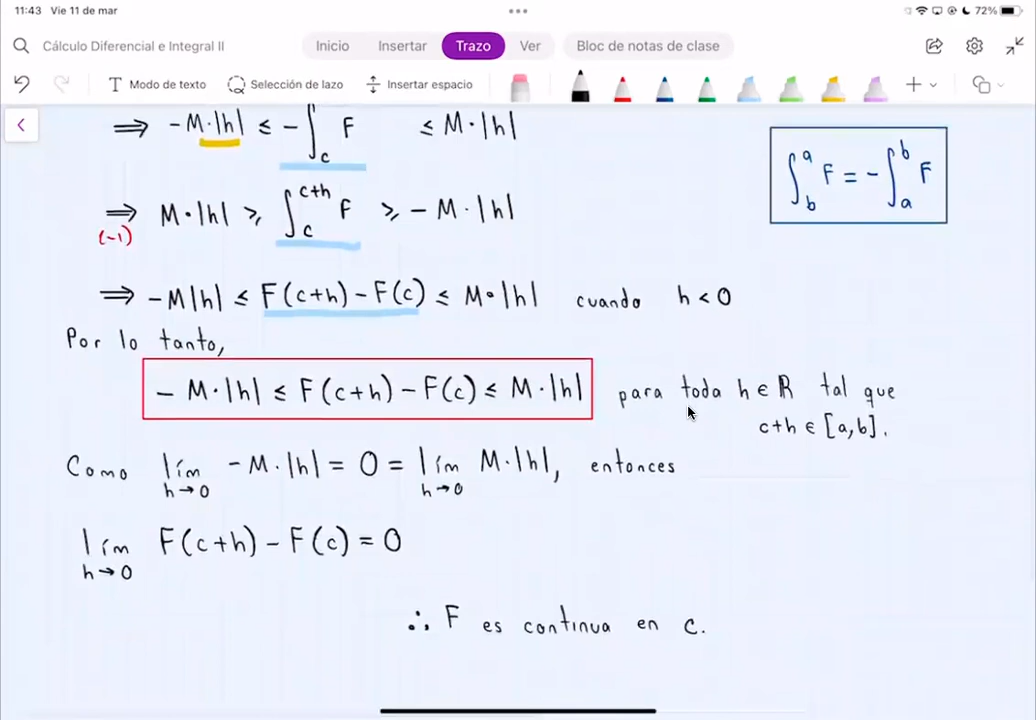 11:43 Vie 11 de mar
72%
Cálculo Diferencial e Integral II
Inicio Insertar Trazo Ver Bloc de notas de clase
Modo de texto Selección de lazo Insertar espacio
⟹ -M·|h| ≤ -∫_c F ≤ M·|h|
∫_b^a F = -∫_a^b F
⟹ M·|h| ≥ ∫_c^{c+h} F ≥ -M·|h|
(-1)
⟹ -M|h| ≤ F(c+h)-F(c) ≤ M·|h| cuando h<0
Por lo tanto,
-M·|h| ≤ F(c+h)-F(c) ≤ M·|h| para toda h∈ℝ tal que
c+h∈[a,b].
Como lím_{h→0} -M·|h| = 0 = lím_{h→0} M·|h|, entonces
lím_{h→0} F(c+h)-F(c)=0
∴ F es continua en c.